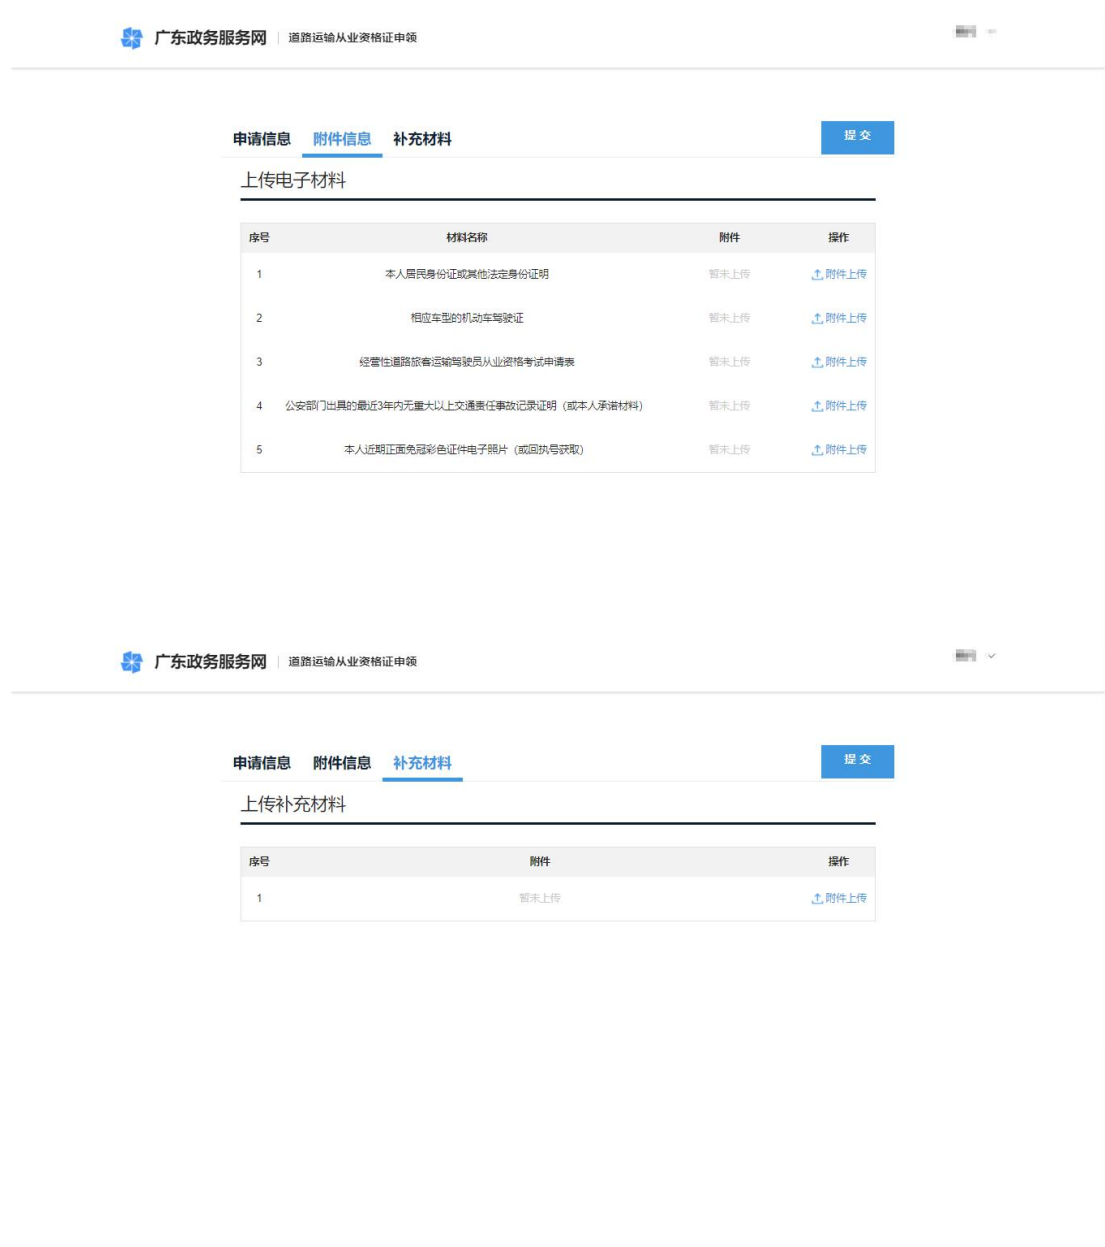 广东政务服务网 道路运输从业资格证申领
申请信息 附件信息 补充材料 提 交
上传电子材料
序号 材料名称 附件 操作
1 本人居民身份证或其他法定身份证明 暂未上传 附件上传
2 相应车型的机动车驾驶证 暂未上传 附件上传
3 经营性道路旅客运输驾驶员从业资格考试申请表 暂未上传 附件上传
4 公安部门出具的最近3年内无重大以上交通责任事故记录证明（或本人承诺材料） 暂未上传 附件上传
5 本人近期正面免冠彩色证件电子照片（或回执号获取） 暂未上传 附件上传
广东政务服务网 道路运输从业资格证申领
申请信息 附件信息 补充材料 提 交
上传补充材料
序号 附件 操作
1 暂未上传 附件上传